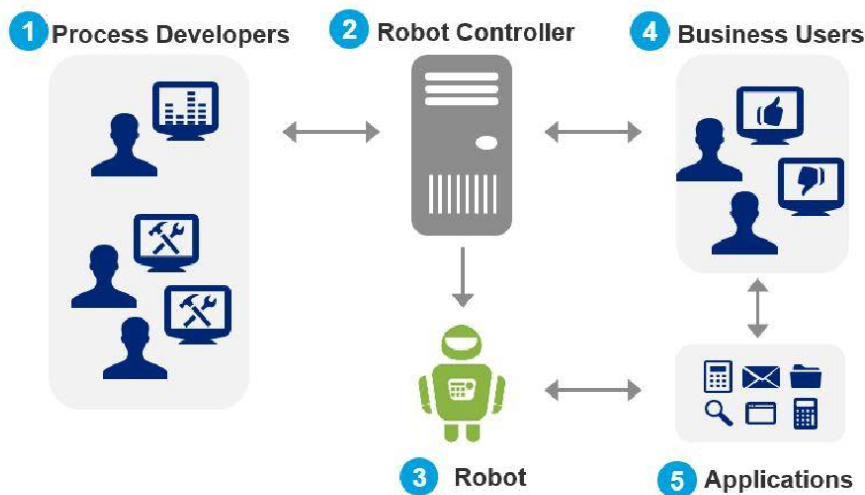 1 Process Developers
2 Robot Controller
4 Business Users
3 Robot
5 Applications